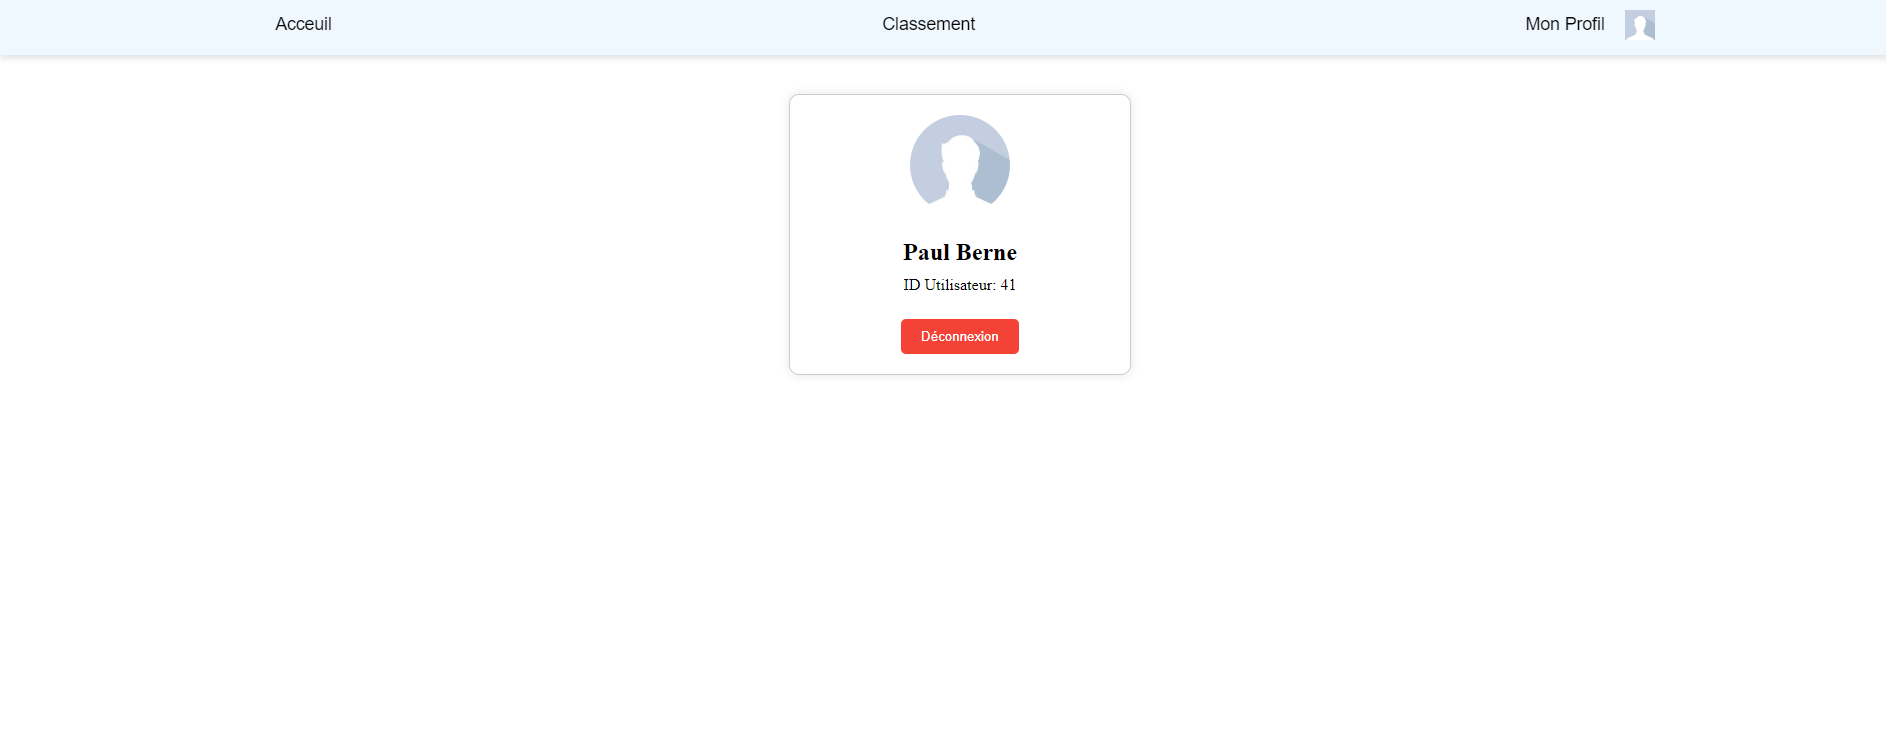 Acceuil
Classement
Mon Profil
Paul Berne
ID Utilisateur: 41
Déconnexion